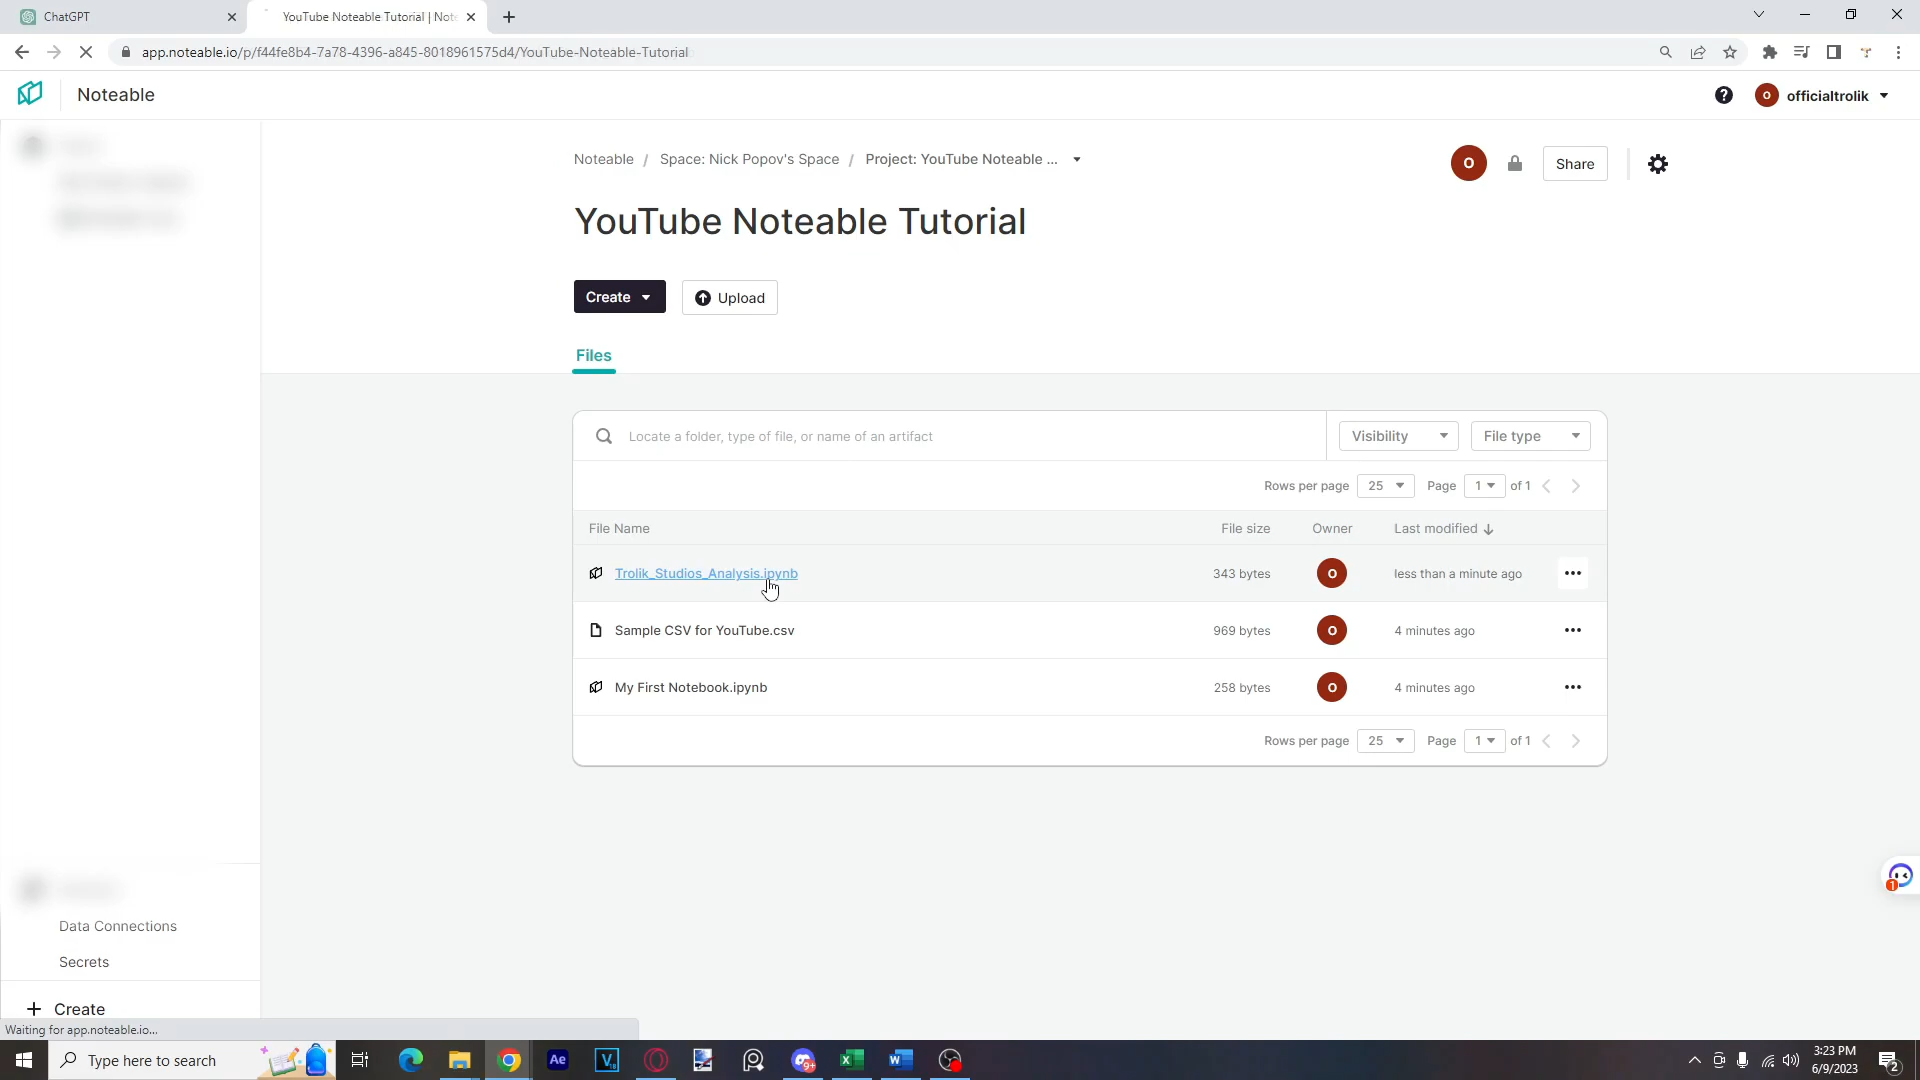 ChatGPT
YouTube Noteable Tutorial | Note
app.noteable.io/p/f44fe8b4-7a78-4396-a845-8018961575d4/YouTube-Noteable-Tutorial
Noteable
officialtrolik
Noteable / Space: Nick Popov's Space / Project: YouTube Noteable ...
O
Share
YouTube Noteable Tutorial
Create
Upload
Files
Locate a folder, type of file, or name of an artifact
Visibility
File type
Rows per page 25 Page 1 of 1
File Name File size Owner Last modified
Trolik_Studios_Analysis.ipynb 343 bytes O less than a minute ago
Sample CSV for YouTube.csv 969 bytes O 4 minutes ago
My First Notebook.ipynb 258 bytes O 4 minutes ago
Rows per page 25 Page 1 of 1
1
Data Connections
Secrets
Create
Waiting for app.noteable.io...
Type here to search
Ae
9+
3:23 PM
6/9/2023
2